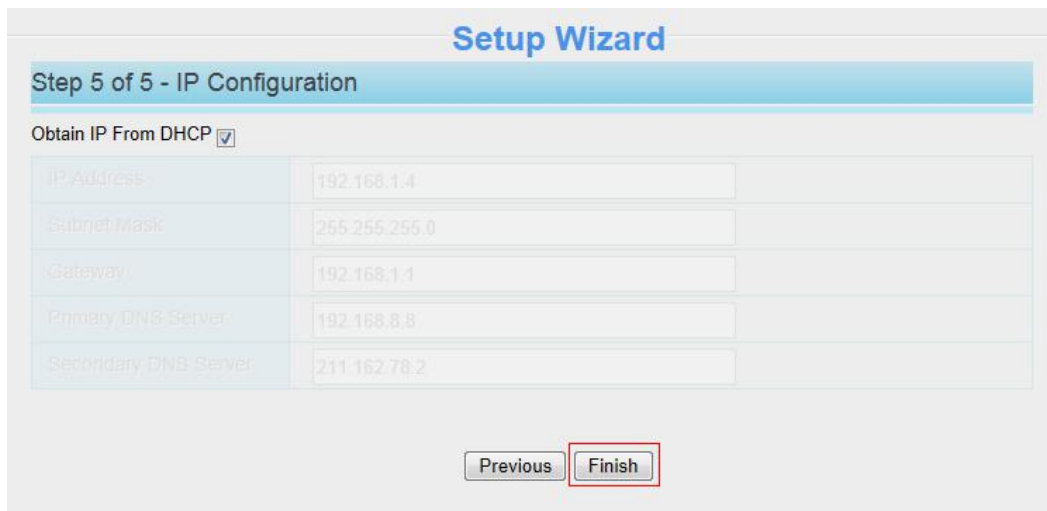 Setup Wizard
Step 5 of 5 - IP Configuration
Obtain IP From DHCP
IP Address 192.168.1.4
Subnet Mask 255.255.255.0
Gateway 192.168.1.1
Primary DNS Server 192.168.8.8
Secondary DNS Server 211.162.78.2
Previous Finish